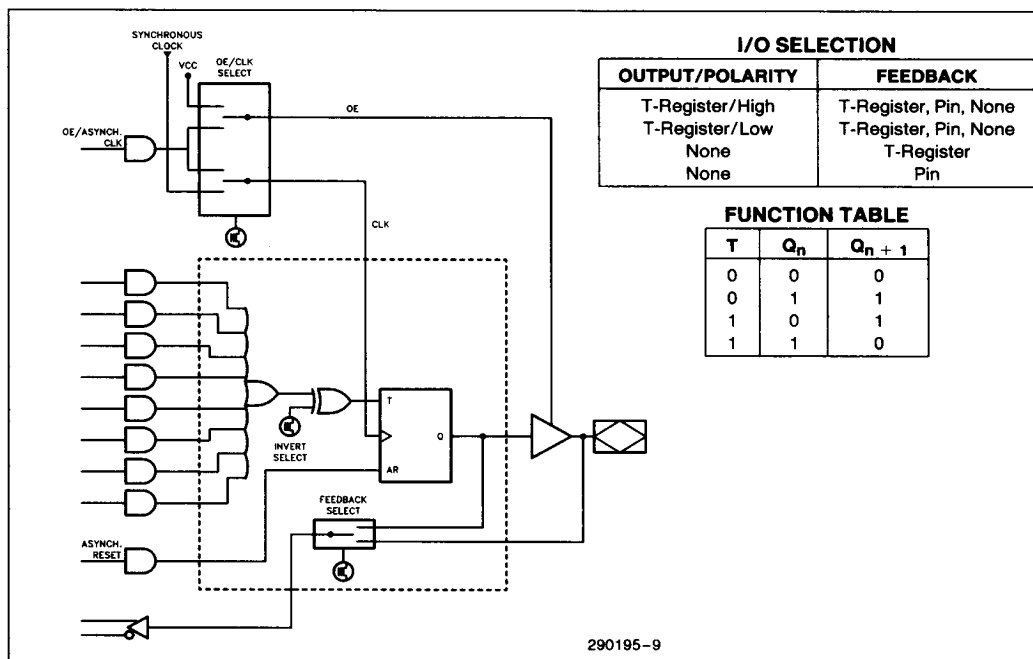 SYNCHRONOUS
CLOCK
VCC
OE/CLK
SELECT
OE
OE/ASYNCH.
CLK
CLK
T
Q
AR
INVERT
SELECT
FEEDBACK
SELECT
ASYNCH.
RESET
I/O SELECTION
OUTPUT/POLARITY FEEDBACK
T-Register/High T-Register, Pin, None
T-Register/Low T-Register, Pin, None
None T-Register
None Pin
FUNCTION TABLE
T Qn Qn + 1
0 0 0
0 1 1
1 0 1
1 1 0
290195-9